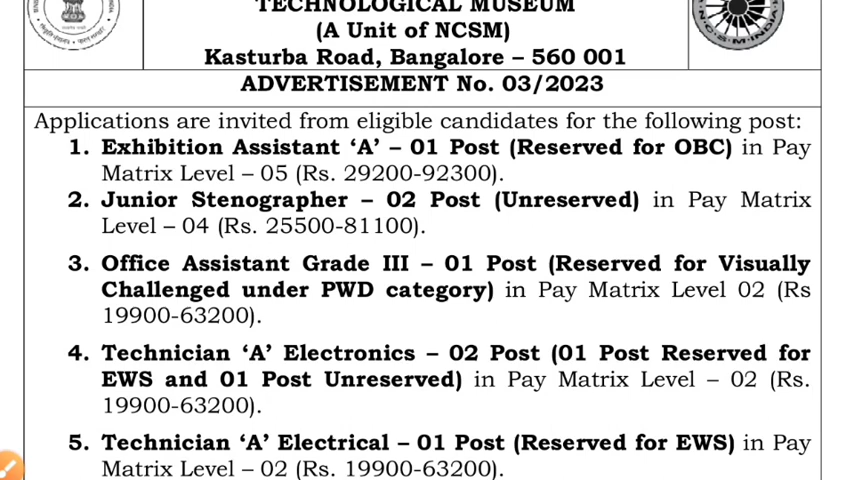 TECHNOLOGICAL MUSEUM
(A Unit of NCSM)
Kasturba Road, Bangalore – 560 001
ADVERTISEMENT No. 03/2023
Applications are invited from eligible candidates for the following post:
1. Exhibition Assistant ‘A’ – 01 Post (Reserved for OBC) in Pay
Matrix Level – 05 (Rs. 29200-92300).
2. Junior Stenographer – 02 Post (Unreserved) in Pay Matrix
Level – 04 (Rs. 25500-81100).
3. Office Assistant Grade III – 01 Post (Reserved for Visually
Challenged under PWD category) in Pay Matrix Level 02 (Rs
19900-63200).
4. Technician ‘A’ Electronics – 02 Post (01 Post Reserved for
EWS and 01 Post Unreserved) in Pay Matrix Level – 02 (Rs.
19900-63200).
5. Technician ‘A’ Electrical – 01 Post (Reserved for EWS) in Pay
Matrix Level – 02 (Rs. 19900-63200).